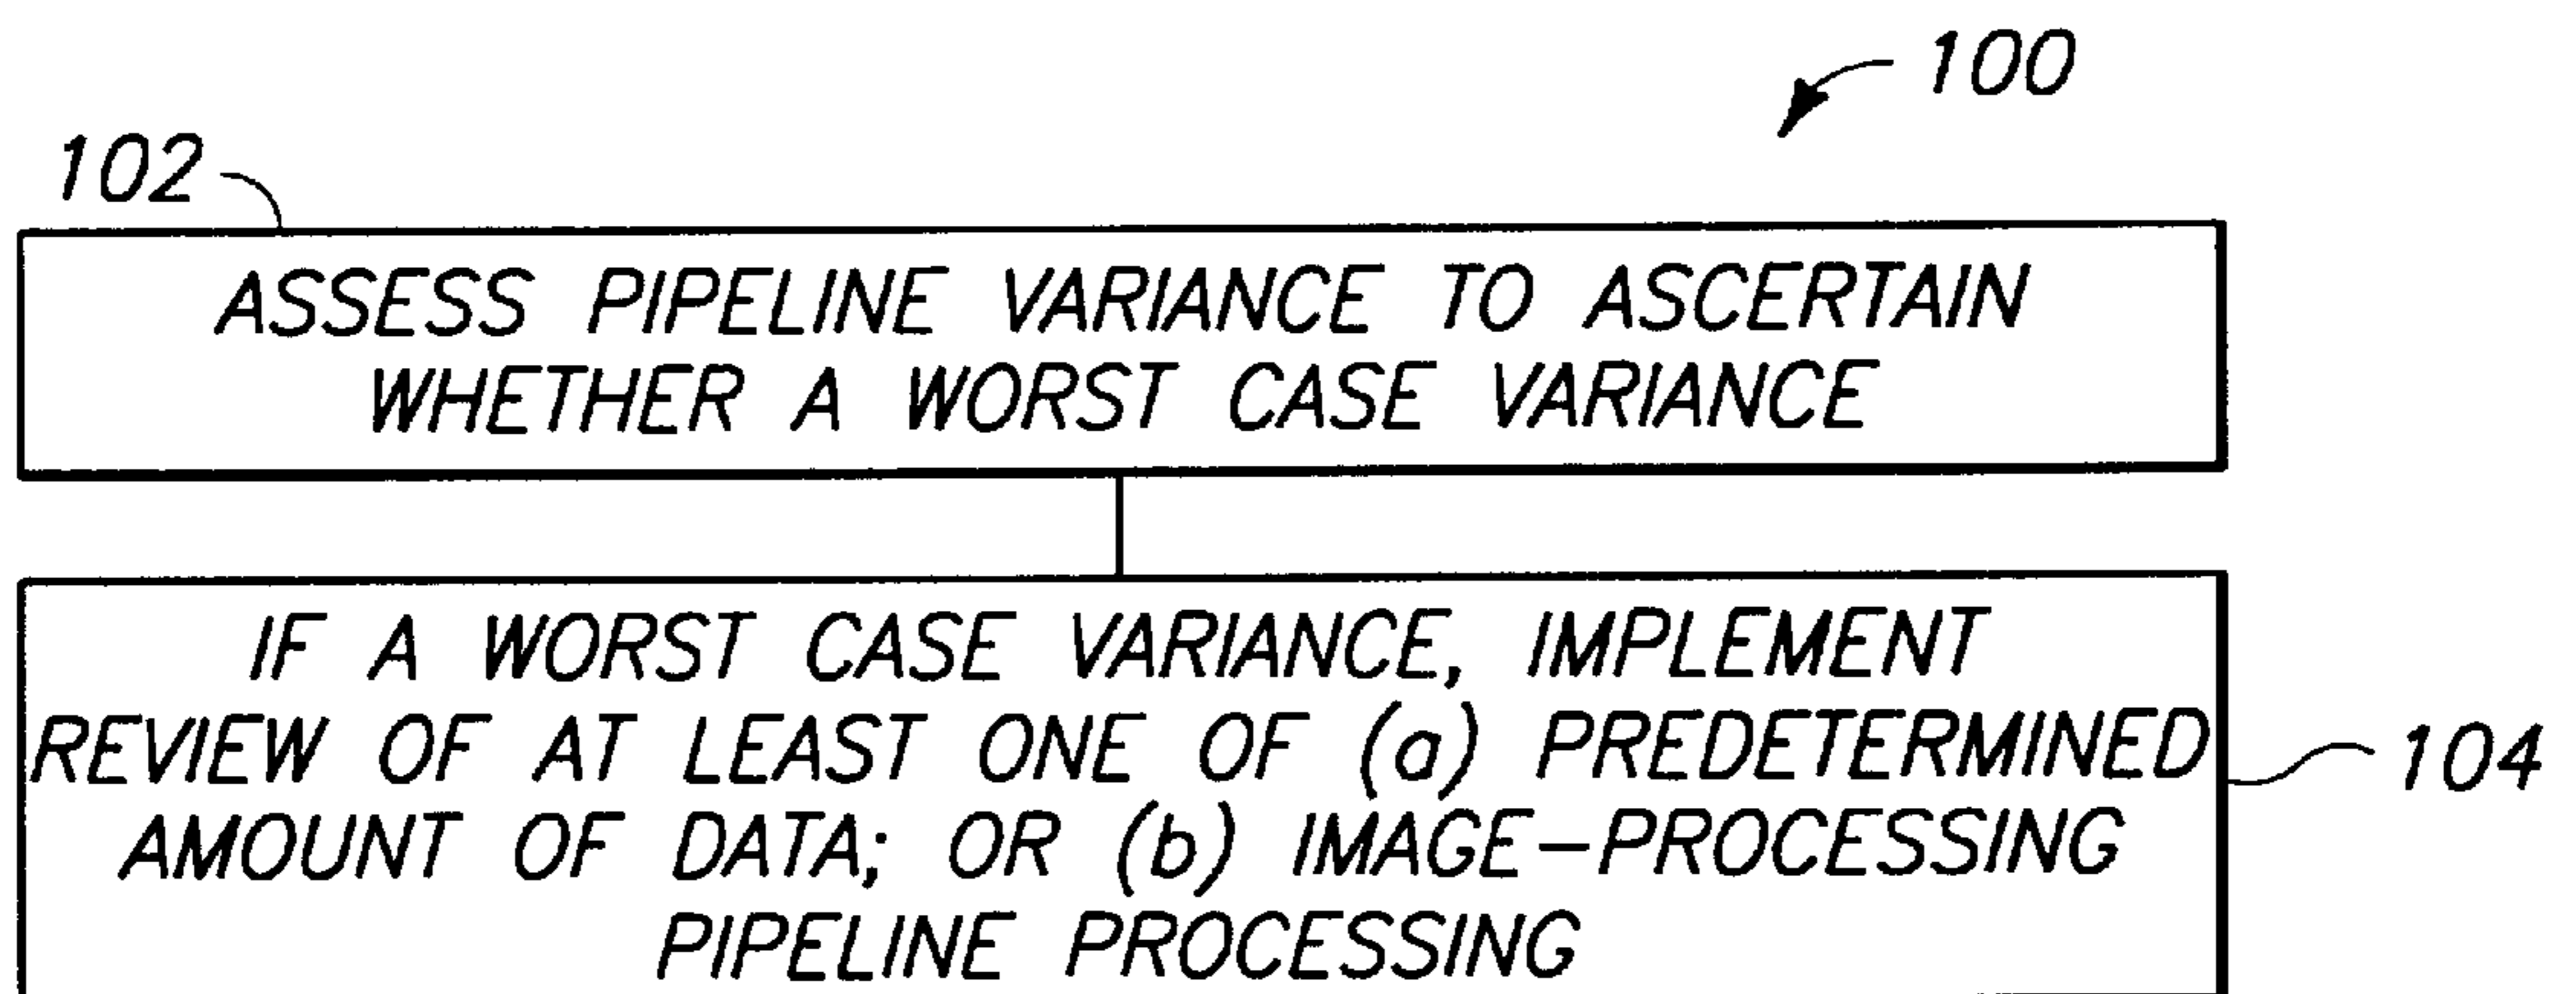 100
102
ASSESS PIPELINE VARIANCE TO ASCERTAIN
WHETHER A WORST CASE VARIANCE
IF A WORST CASE VARIANCE, IMPLEMENT
REVIEW OF AT LEAST ONE OF (a) PREDETERMINED
AMOUNT OF DATA; OR (b) IMAGE-PROCESSING
PIPELINE PROCESSING
104